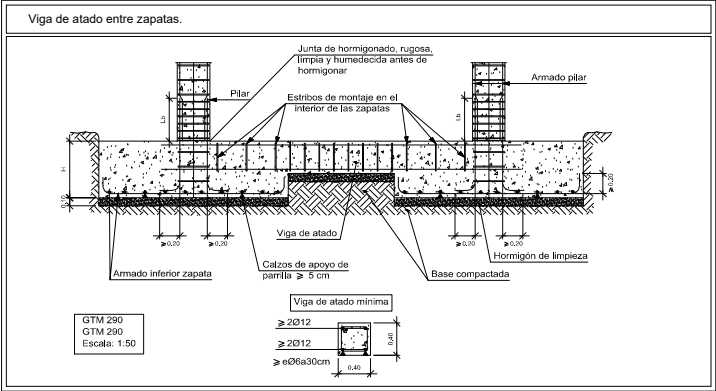 Viga de atado entre zapatas.
Junta de hormigonado, rugosa,
limpia y humedecida antes de
hormigonar
Pilar
Estribos de montaje en el
interior de las zapatas
Armado pilar
Lb
Lb
H
0.10
≥0.20
≥0.20
≥0.20
≥0.20
≥0.20
Viga de atado
Hormigón de limpieza
Armado inferior zapata
Calzos de apoyo de
parrilla ≥ 5 cm
Base compactada
Viga de atado mínima
GTM 290
GTM 290
Escala: 1:50
≥2Ø12
≥2Ø12
≥eØ6a30cm
0.40
0.40